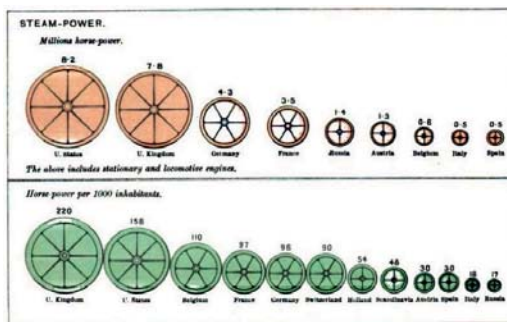 STEAM-POWER.
Millions horse-power.
8·2 7·8 4·3 3·5 1·4 1·3 0·6 0·5 0·5
U. States U. Kingdom Germany France Russia Austria Belgium Italy Spain
The above includes stationary and locomotive engines.
Horse-power per 1000 inhabitants.
220 158 110 97 96 90 54 46 30 30 18 17
U. Kingdom U. States Belgium France Germany Switzerland Holland Scandinavia Austria Spain Italy Russia